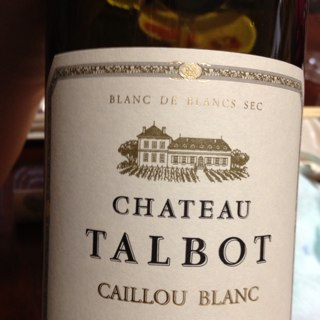 BLANC DE BLANCS SEC
CHATEAU
TALBOT
CAILLOU BLANC